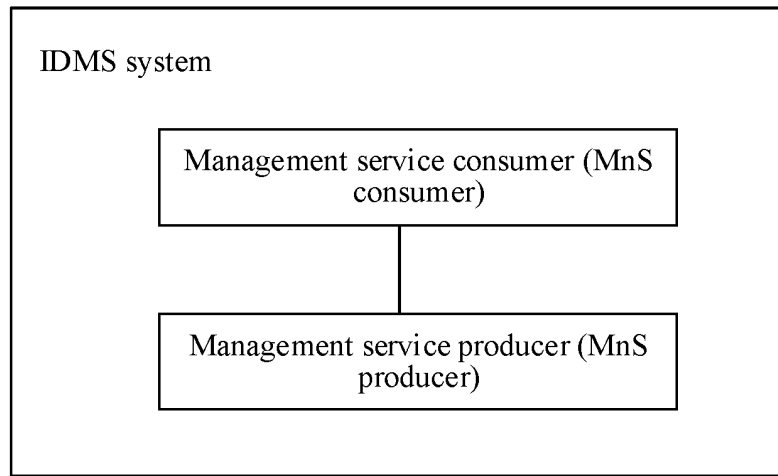 IDMS system
Management service consumer (MnS
consumer)
Management service producer (MnS
producer)